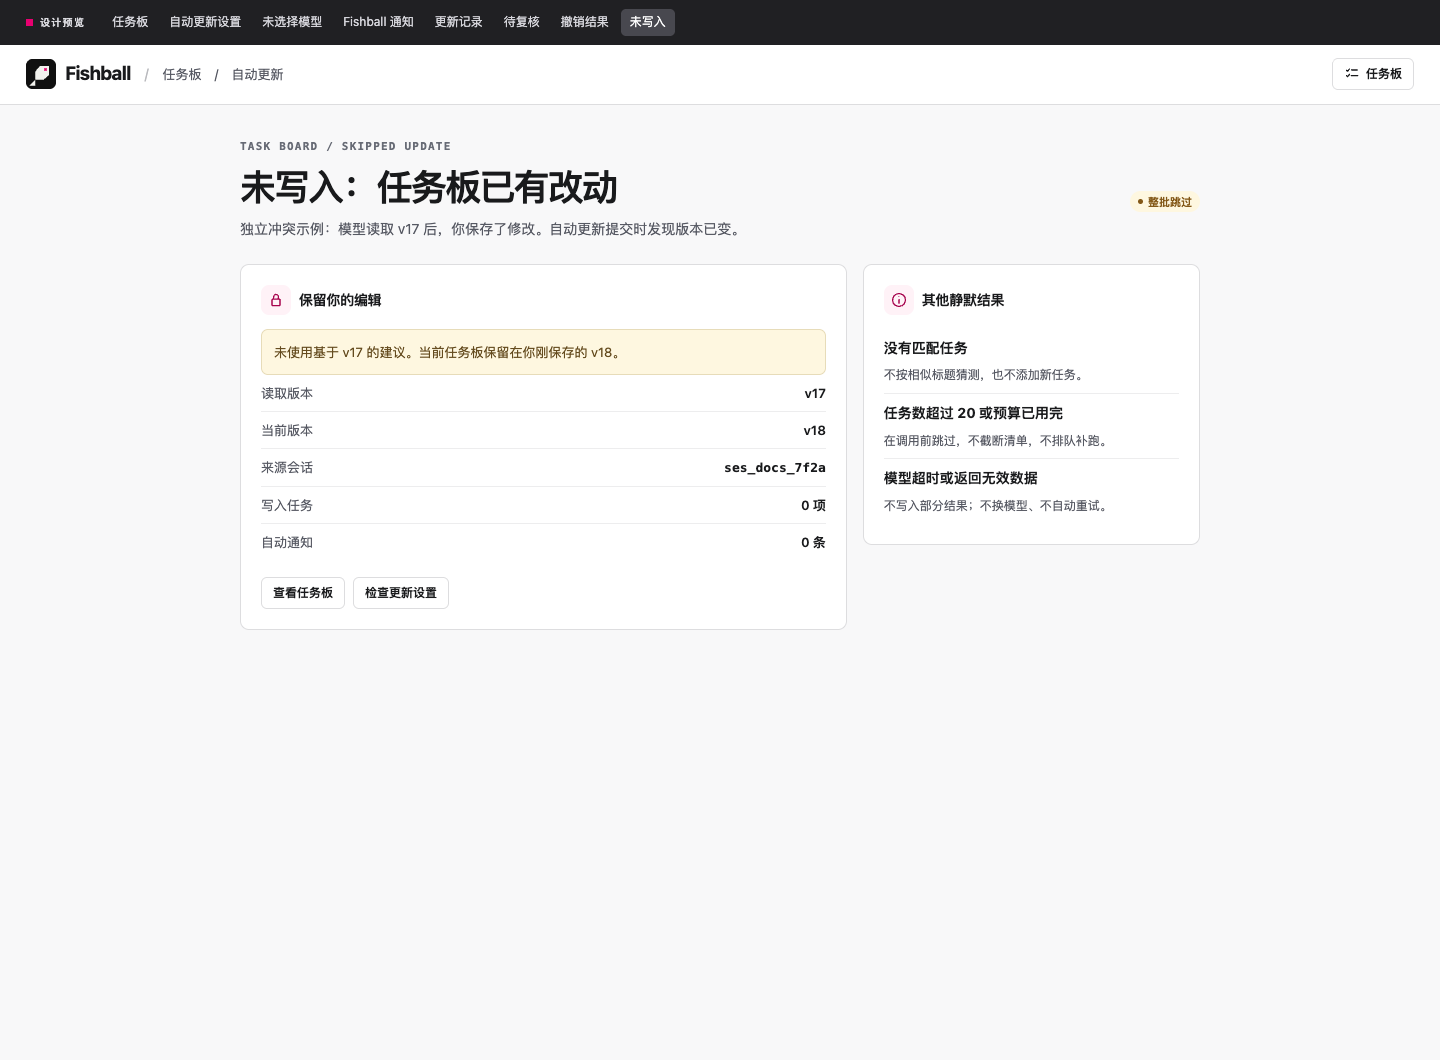 设计预览 任务板 自动更新设置 未选择模型 Fishball 通知 更新记录 待复核 撤销结果 未写入
Fishball / 任务板 / 自动更新 任务板
TASK BOARD / SKIPPED UPDATE
未写入：任务板已有改动
整批跳过
独立冲突示例：模型读取 v17 后，你保存了修改。自动更新提交时发现版本已变。
保留你的编辑
未使用基于 v17 的建议。当前任务板保留在你刚保存的 v18。
读取版本 v17
当前版本 v18
来源会话 ses_docs_7f2a
写入任务 0 项
自动通知 0 条
查看任务板 检查更新设置
其他静默结果
没有匹配任务
不按相似标题猜测，也不添加新任务。
任务数超过 20 或预算已用完
在调用前跳过，不截断清单，不排队补跑。
模型超时或返回无效数据
不写入部分结果；不换模型、不自动重试。